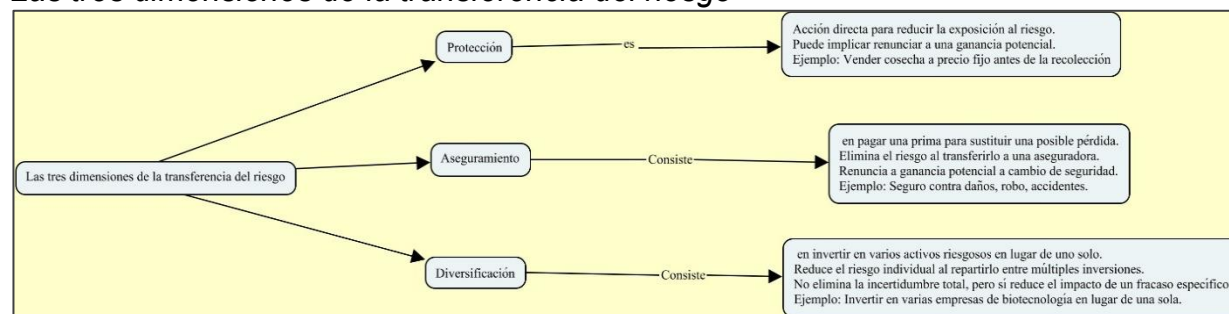 Las tres dimensiones de la transferencia del riesgo
Protección
es
Acción directa para reducir la exposición al riesgo.
Puede implicar renunciar a una ganancia potencial.
Ejemplo: Vender cosecha a precio fijo antes de la recolección
Las tres dimensiones de la transferencia del riesgo
Aseguramiento
Consiste
en pagar una prima para sustituir una posible pérdida.
Elimina el riesgo al transferirlo a una aseguradora.
Renuncia a ganancia potencial a cambio de seguridad.
Ejemplo: Seguro contra daños, robo, accidentes.
Diversificación
Consiste
en invertir en varios activos riesgosos en lugar de uno solo.
Reduce el riesgo individual al repartirlo entre múltiples inversiones.
No elimina la incertidumbre total, pero sí reduce el impacto de un fracaso específico
Ejemplo: Invertir en varias empresas de biotecnología en lugar de una sola.